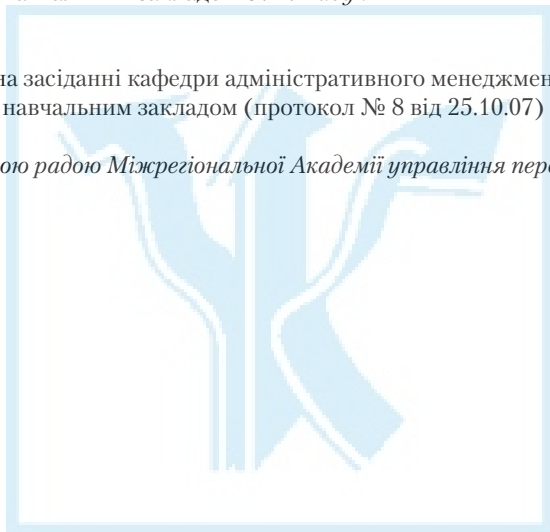 на засіданні кафедри адміністративного менеджмен
навчальним закладом (протокол № 8 від 25.10.07)
ою радою Міжрегіональної Академії управління перс